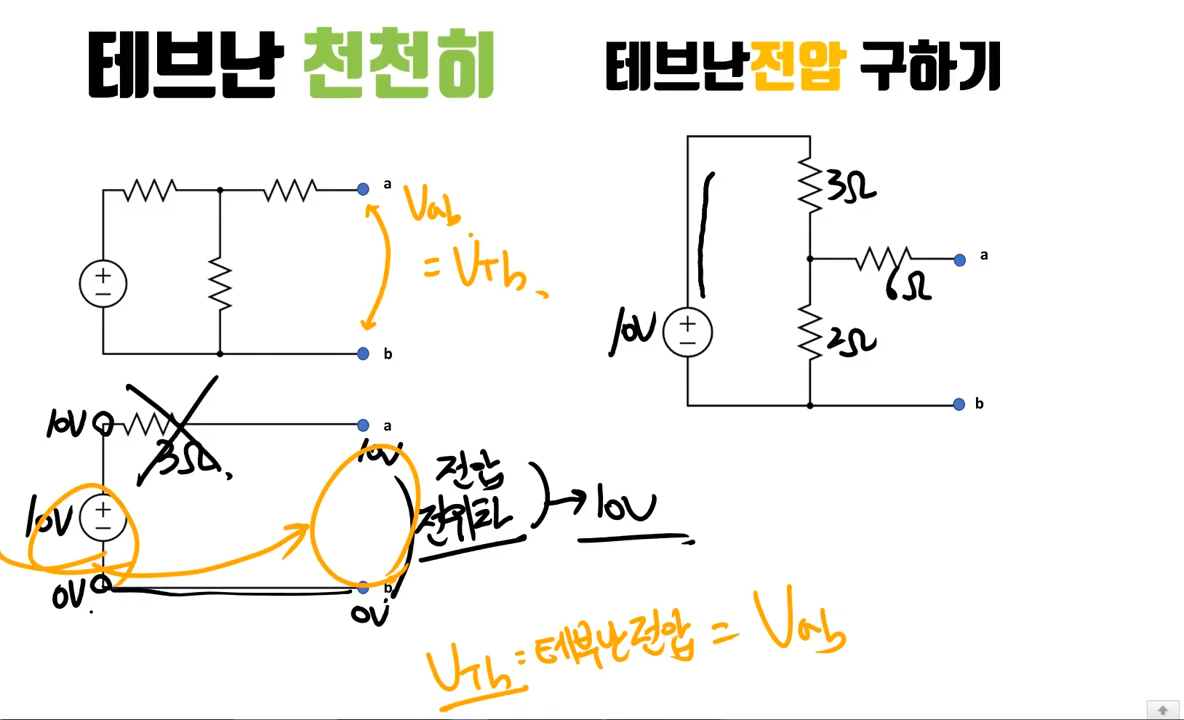 테브난 천천히
테브난전압 구하기
a
Vab
= VTh
b
3Ω
a
6Ω
10V
2Ω
b
10V
a
3Ω
10V
10V
전압
전위차
10V
0V
b
0V
VTh = 테부난전압 = Vab